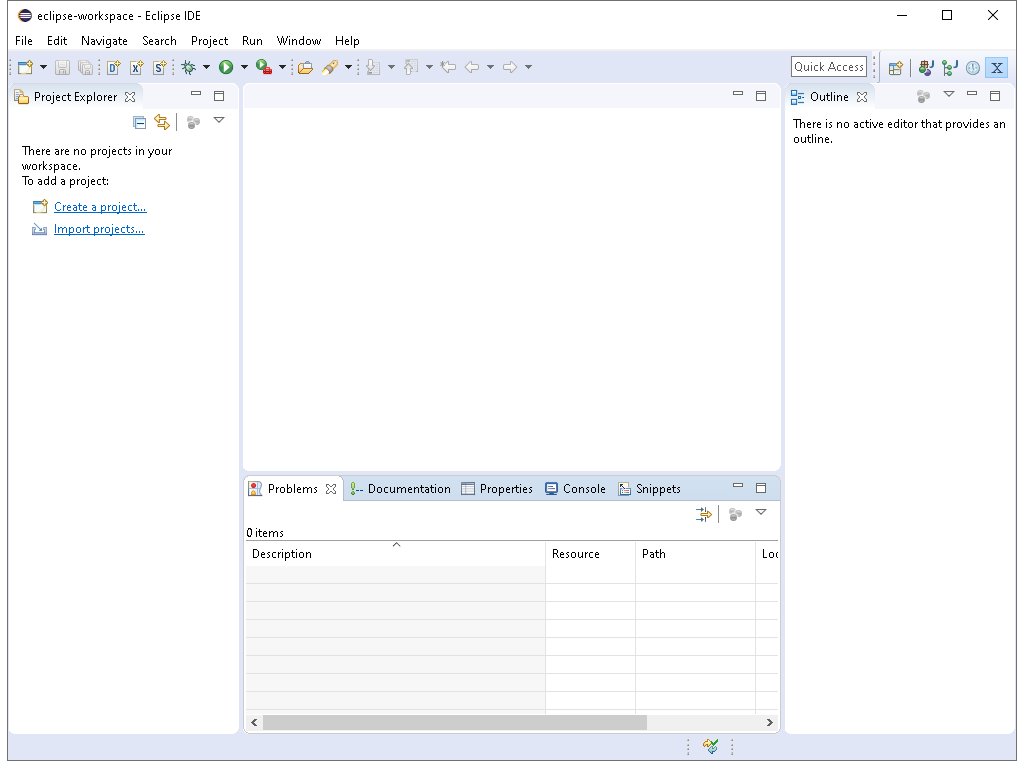 eclipse-workspace - Eclipse IDE
File Edit Navigate Search Project Run Window Help
Quick Access
Project Explorer
There are no projects in your
workspace.
To add a project:
Create a project...
Import projects...
Outline
There is no active editor that provides an
outline.
Problems Documentation Properties Console Snippets
0 items
Description Resource Path Loc